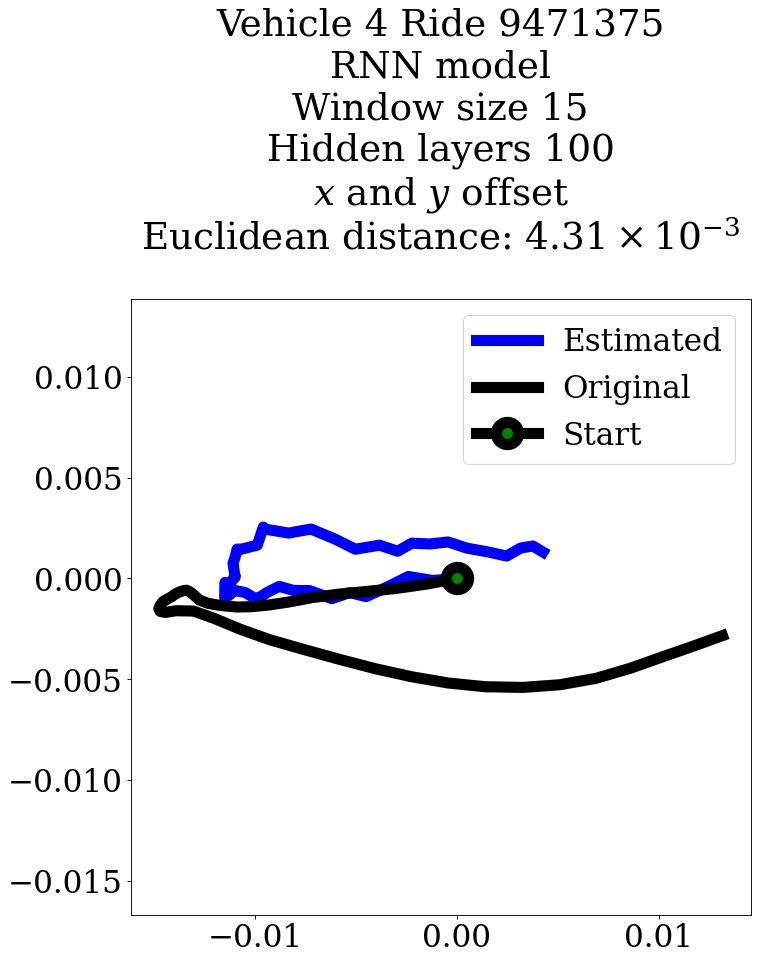 Vehicle 4 Ride 9471375
RNN model
Window size 15
Hidden layers 100
x and y offset
Euclidean distance: 4.31 × 10⁻³
Estimated
Original
Start
0.010
0.005
0.000
−0.005
−0.010
−0.015
−0.01 0.00 0.01